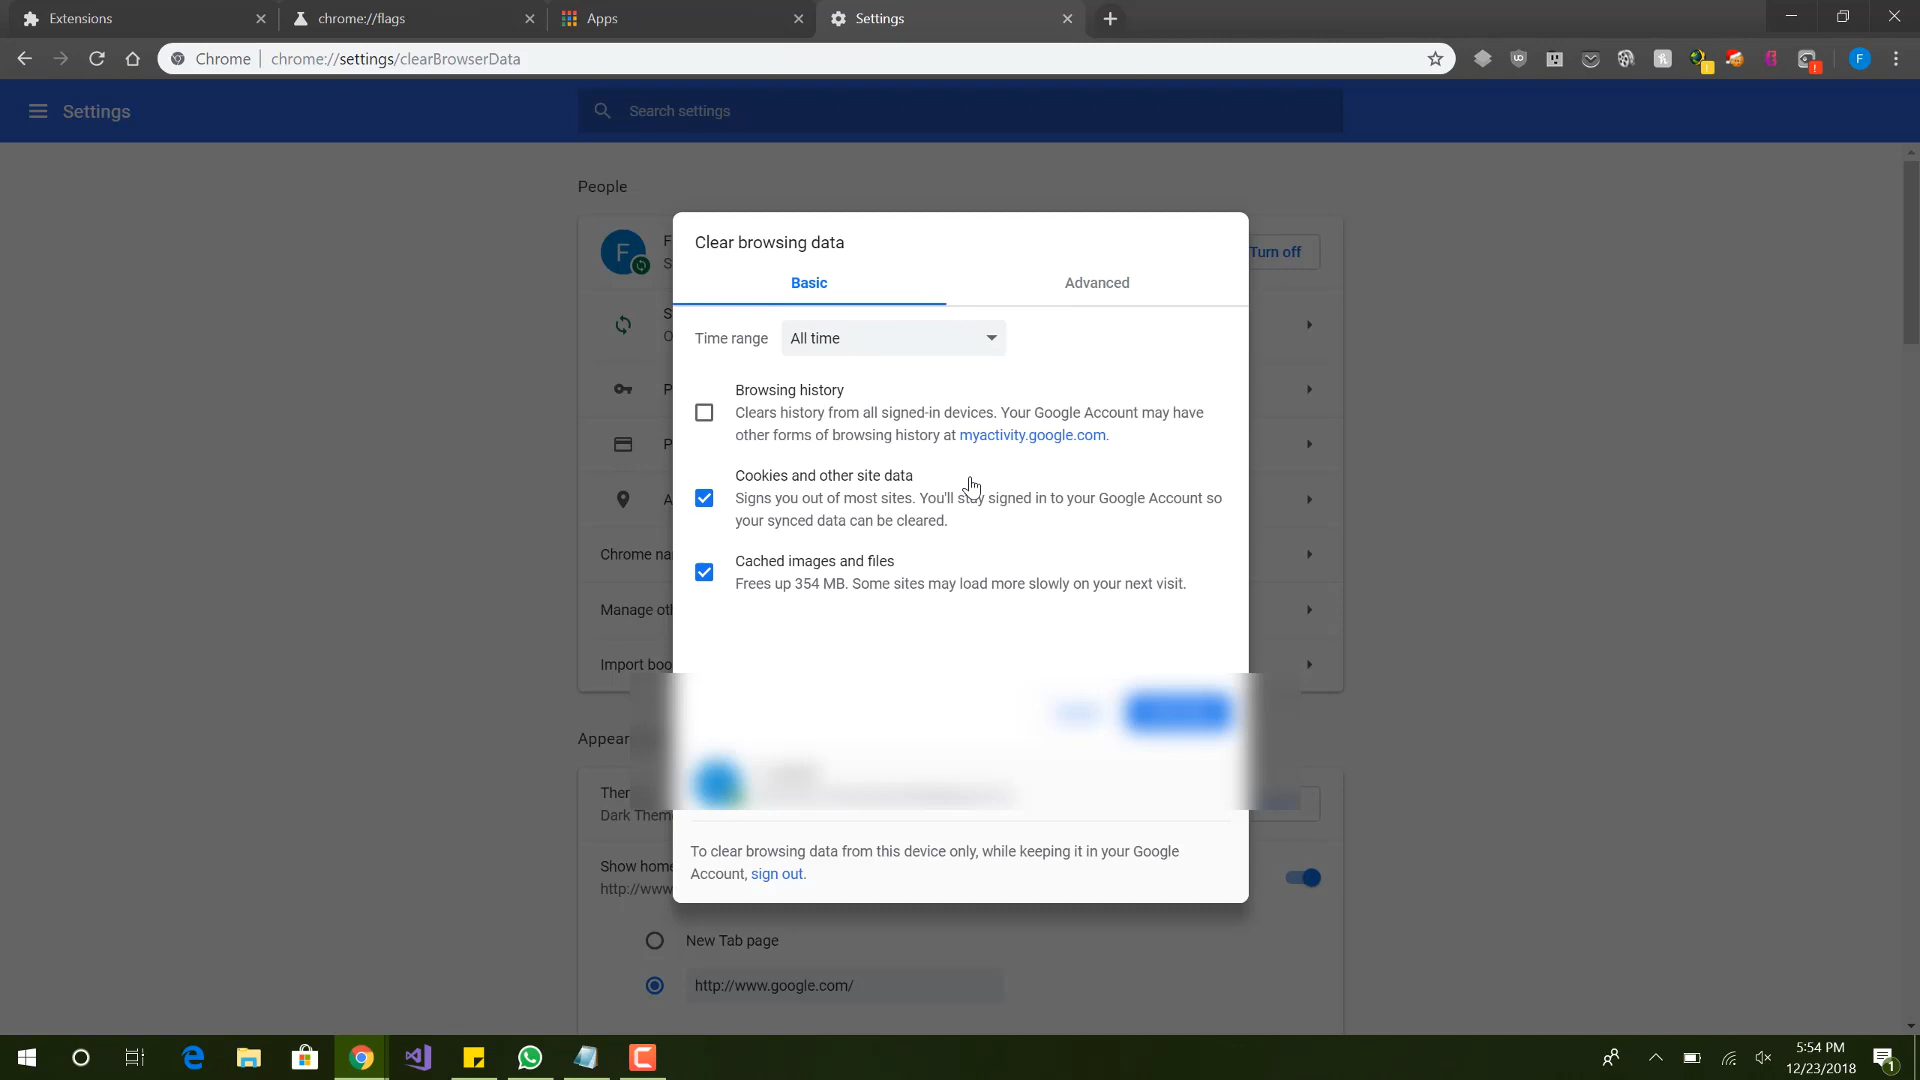 Extensions
chrome://flags
Apps
Settings
Chrome | chrome://settings/clearBrowserData
F
Settings
Search settings
People
F
F
S
Turn off
S
O
P
P
A
Chrome na
Manage ot
Import boo
Clear browsing data
Basic
Advanced
Time range
All time
Browsing history
Clears history from all signed-in devices. Your Google Account may have
other forms of browsing history at myactivity.google.com.
Cookies and other site data
Signs you out of most sites. You'll stay signed in to your Google Account so
your synced data can be cleared.
Cached images and files
Frees up 354 MB. Some sites may load more slowly on your next visit.
To clear browsing data from this device only, while keeping it in your Google
Account, sign out.
Appear
Ther
Dark Them
Show home
http://www
New Tab page
http://www.google.com/
5:54 PM
12/23/2018
1